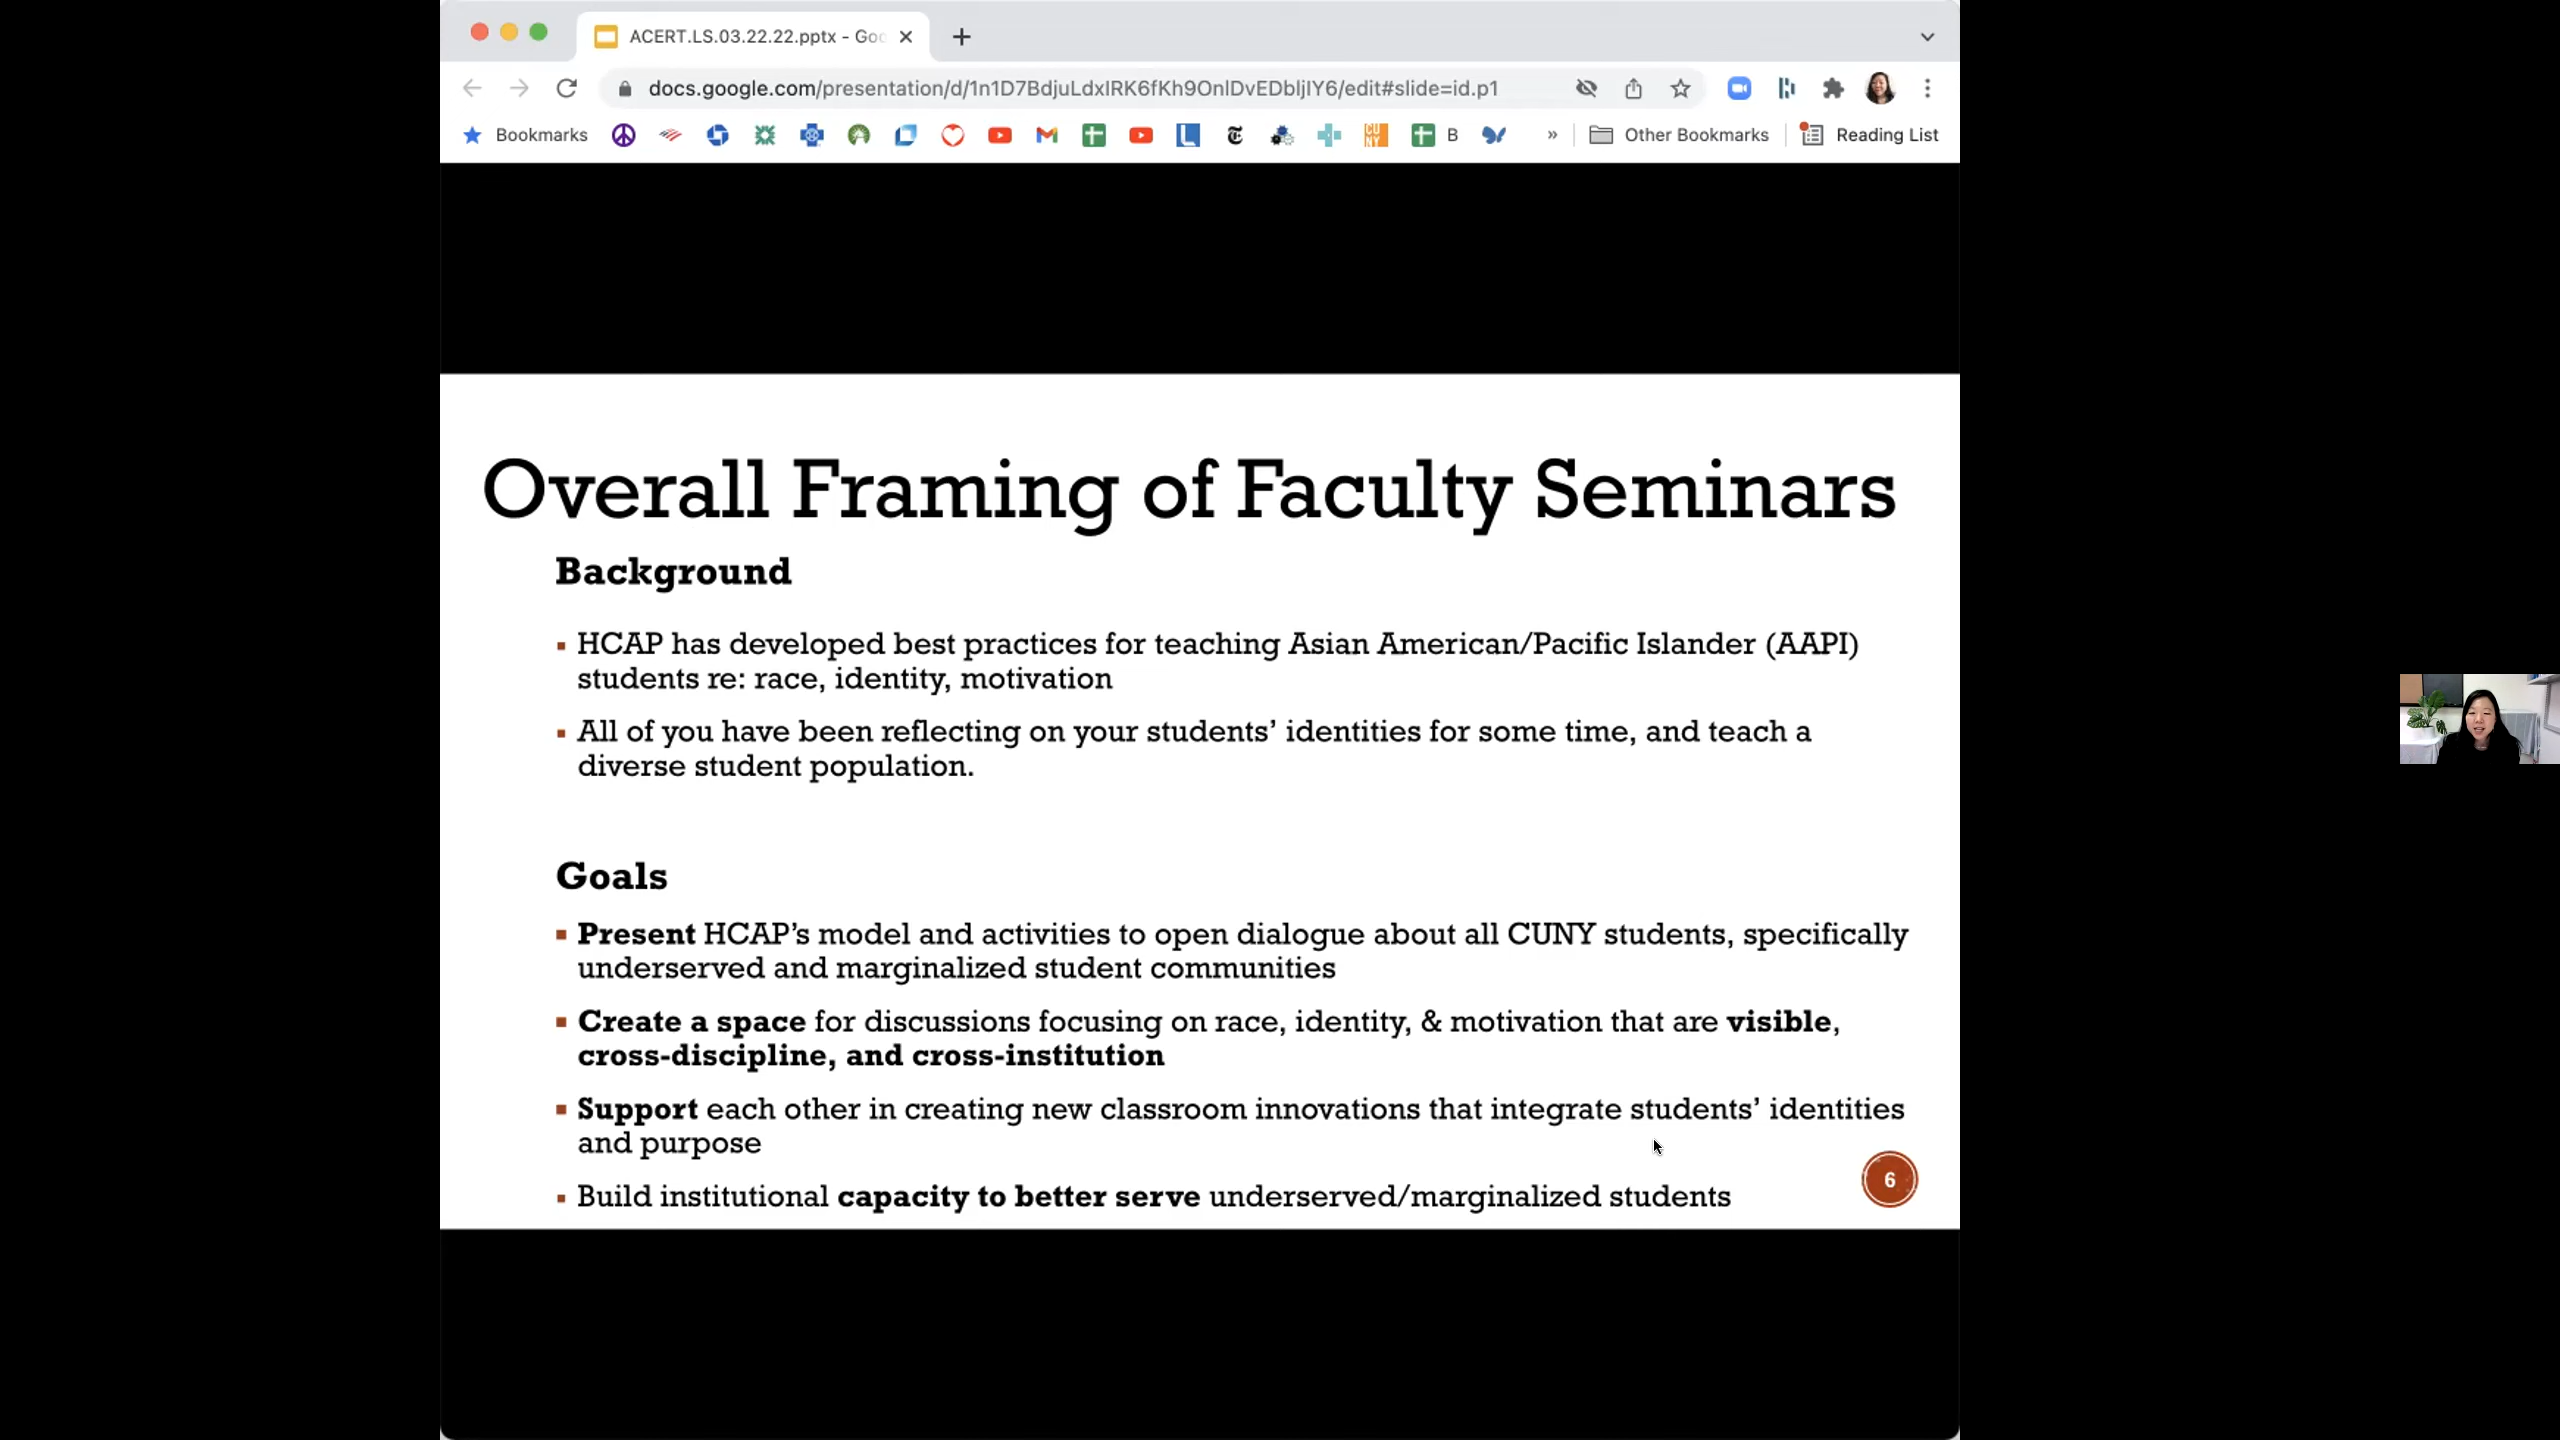 ACERT.LS.03.22.22.pptx - Goo
docs.google.com/presentation/d/1n1D7BdjuLdxIRK6fKh9OnlDvEDbljIY6/edit#slide=id.p1
Bookmarks
CU
NY
B
»
Other Bookmarks
Reading List
Overall Framing of Faculty Seminars
Background
▪ HCAP has developed best practices for teaching Asian American/Pacific Islander (AAPI)
students re: race, identity, motivation
▪ All of you have been reflecting on your students’ identities for some time, and teach a
diverse student population.
Goals
▪ Present HCAP’s model and activities to open dialogue about all CUNY students, specifically
underserved and marginalized student communities
▪ Create a space for discussions focusing on race, identity, & motivation that are visible,
cross-discipline, and cross-institution
▪ Support each other in creating new classroom innovations that integrate students’ identities
and purpose
▪ Build institutional capacity to better serve underserved/marginalized students
6